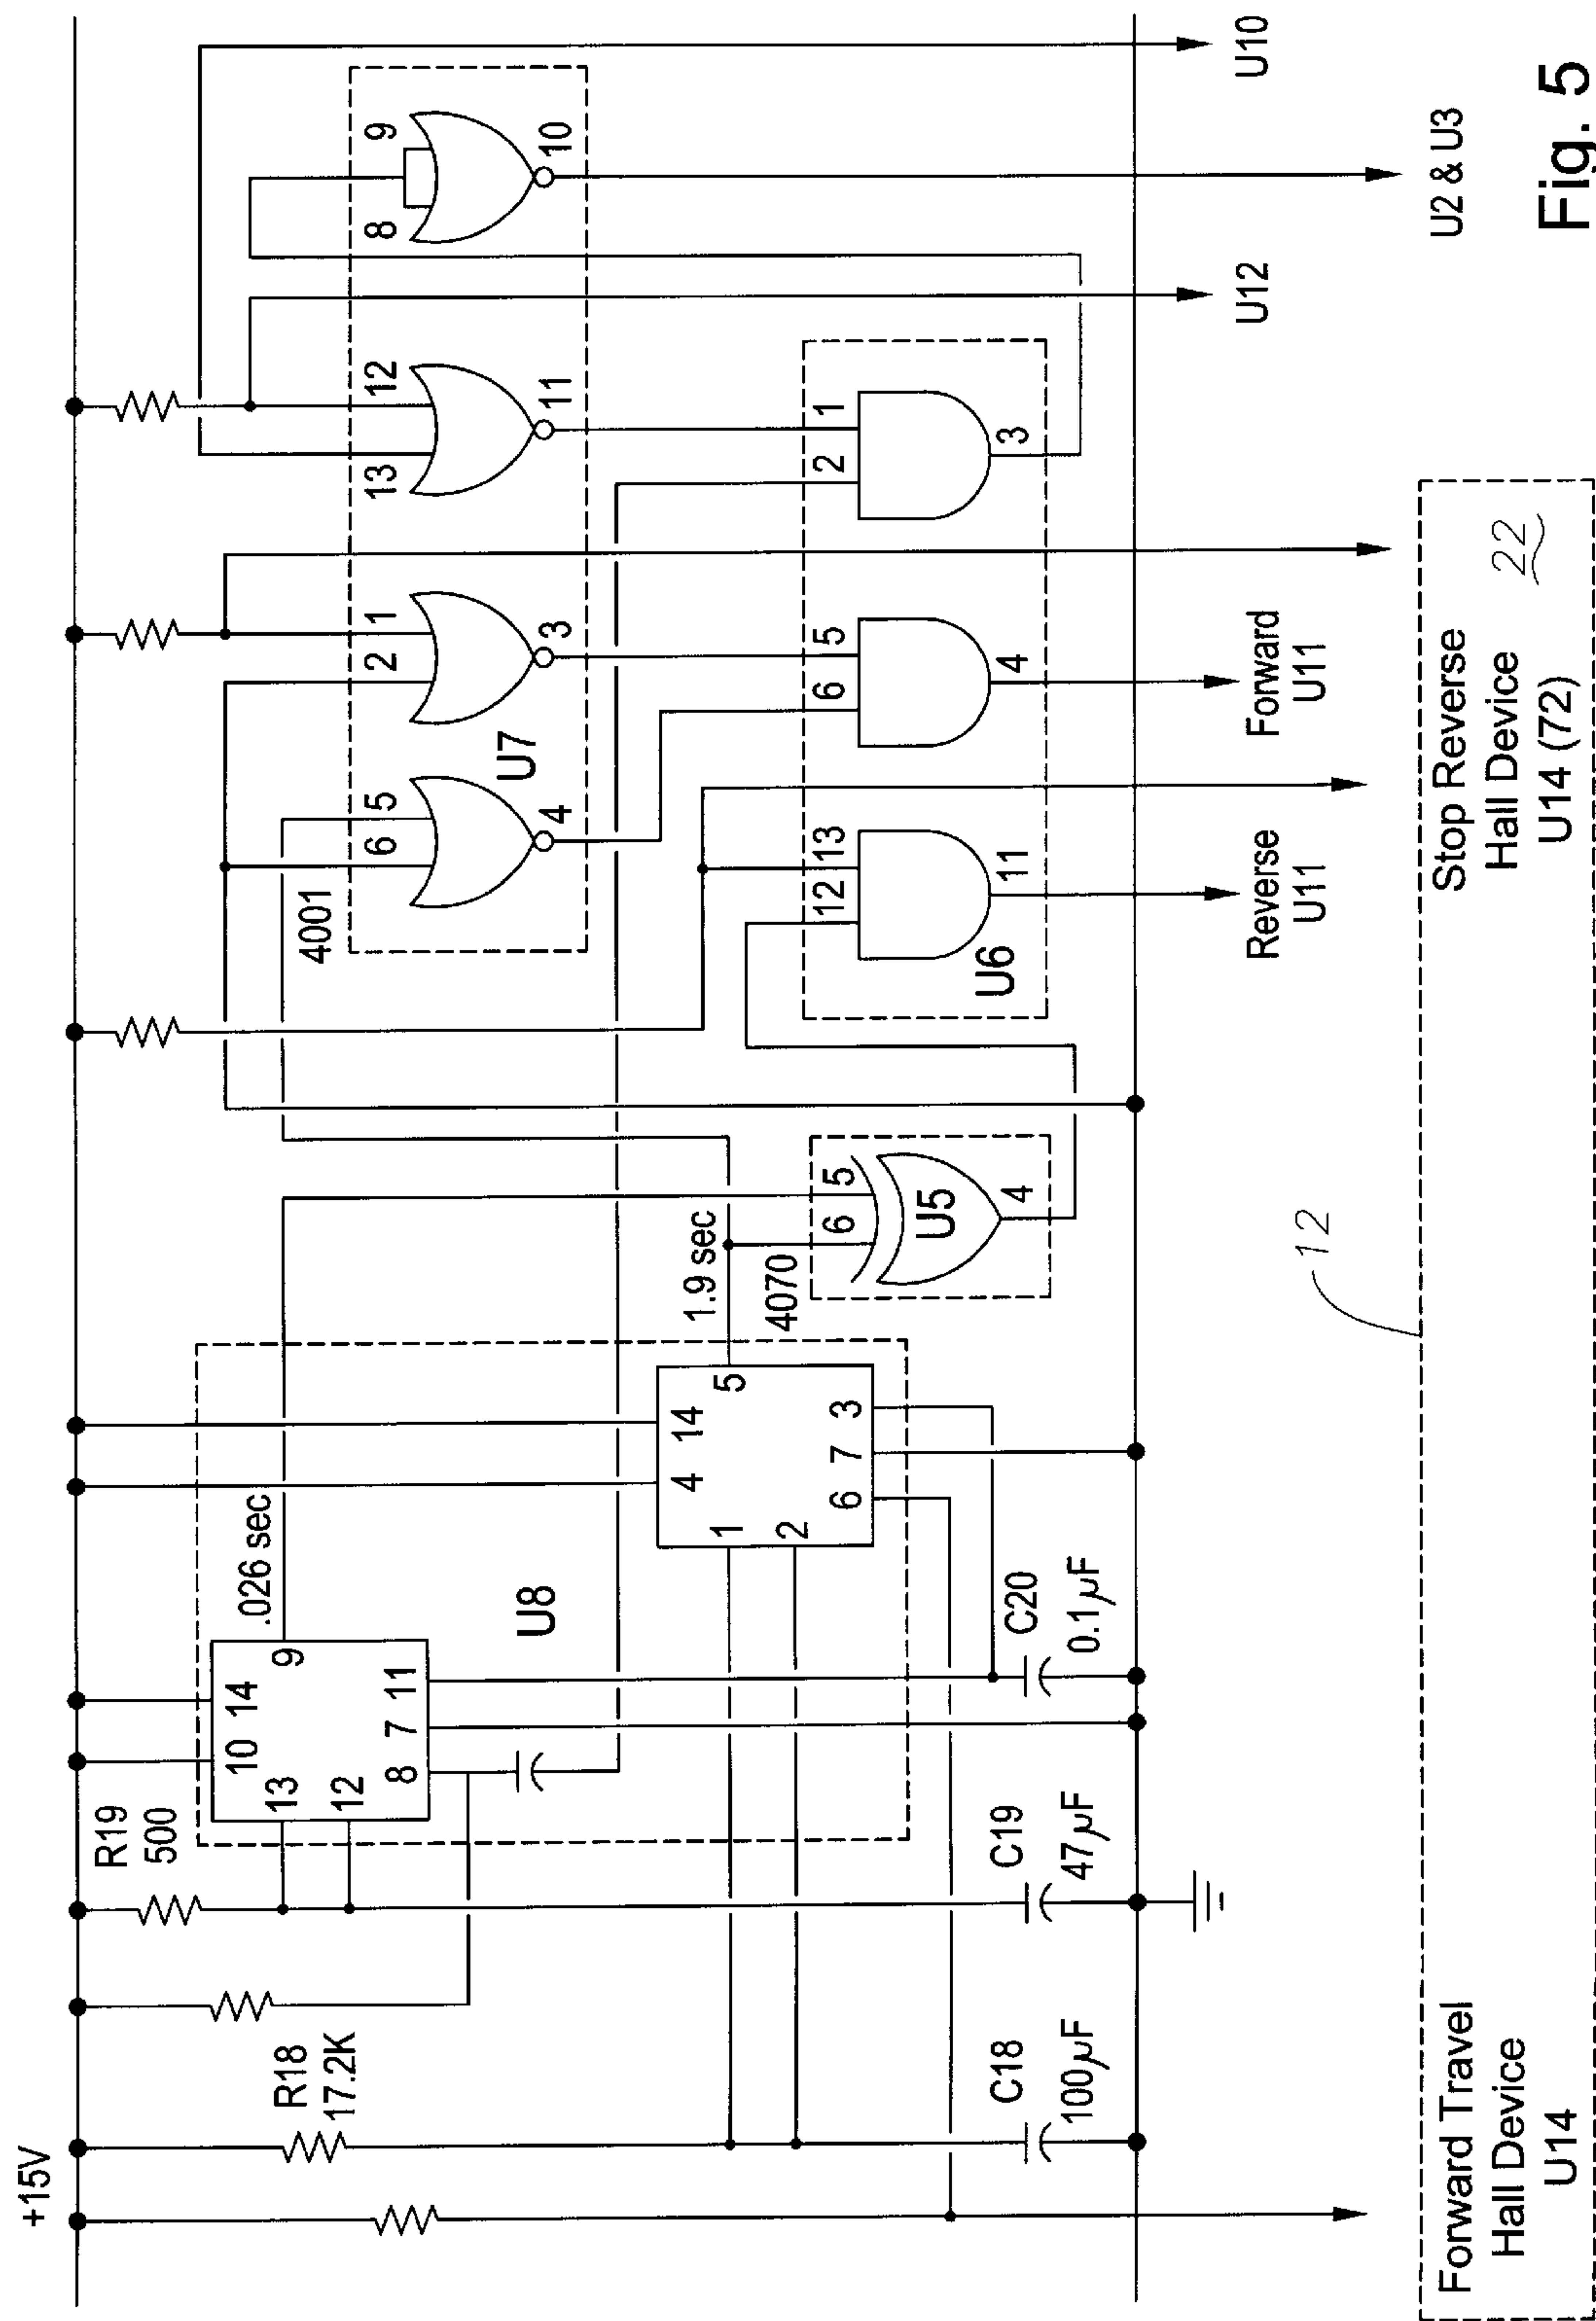 +15V
R18
17.2K
R19
500
10 14
13
12
9
8 7 11
.026 sec
U8
4 14
1
2
5
6 7 3
1.9 sec
4070
6 5
U5
4
C18
100µF
C19
47µF
C20
0.1µF
4001
6 5
4
U7
2 1
3
13 12
11
8 9
10
12 13
11
U6
6 5
4
2 1
3
Reverse
U11
Forward
U11
U12
U2 & U3
U10
12
Forward Travel
Hall Device
U14
Stop Reverse
Hall Device
U14 (72)
22
Fig. 5